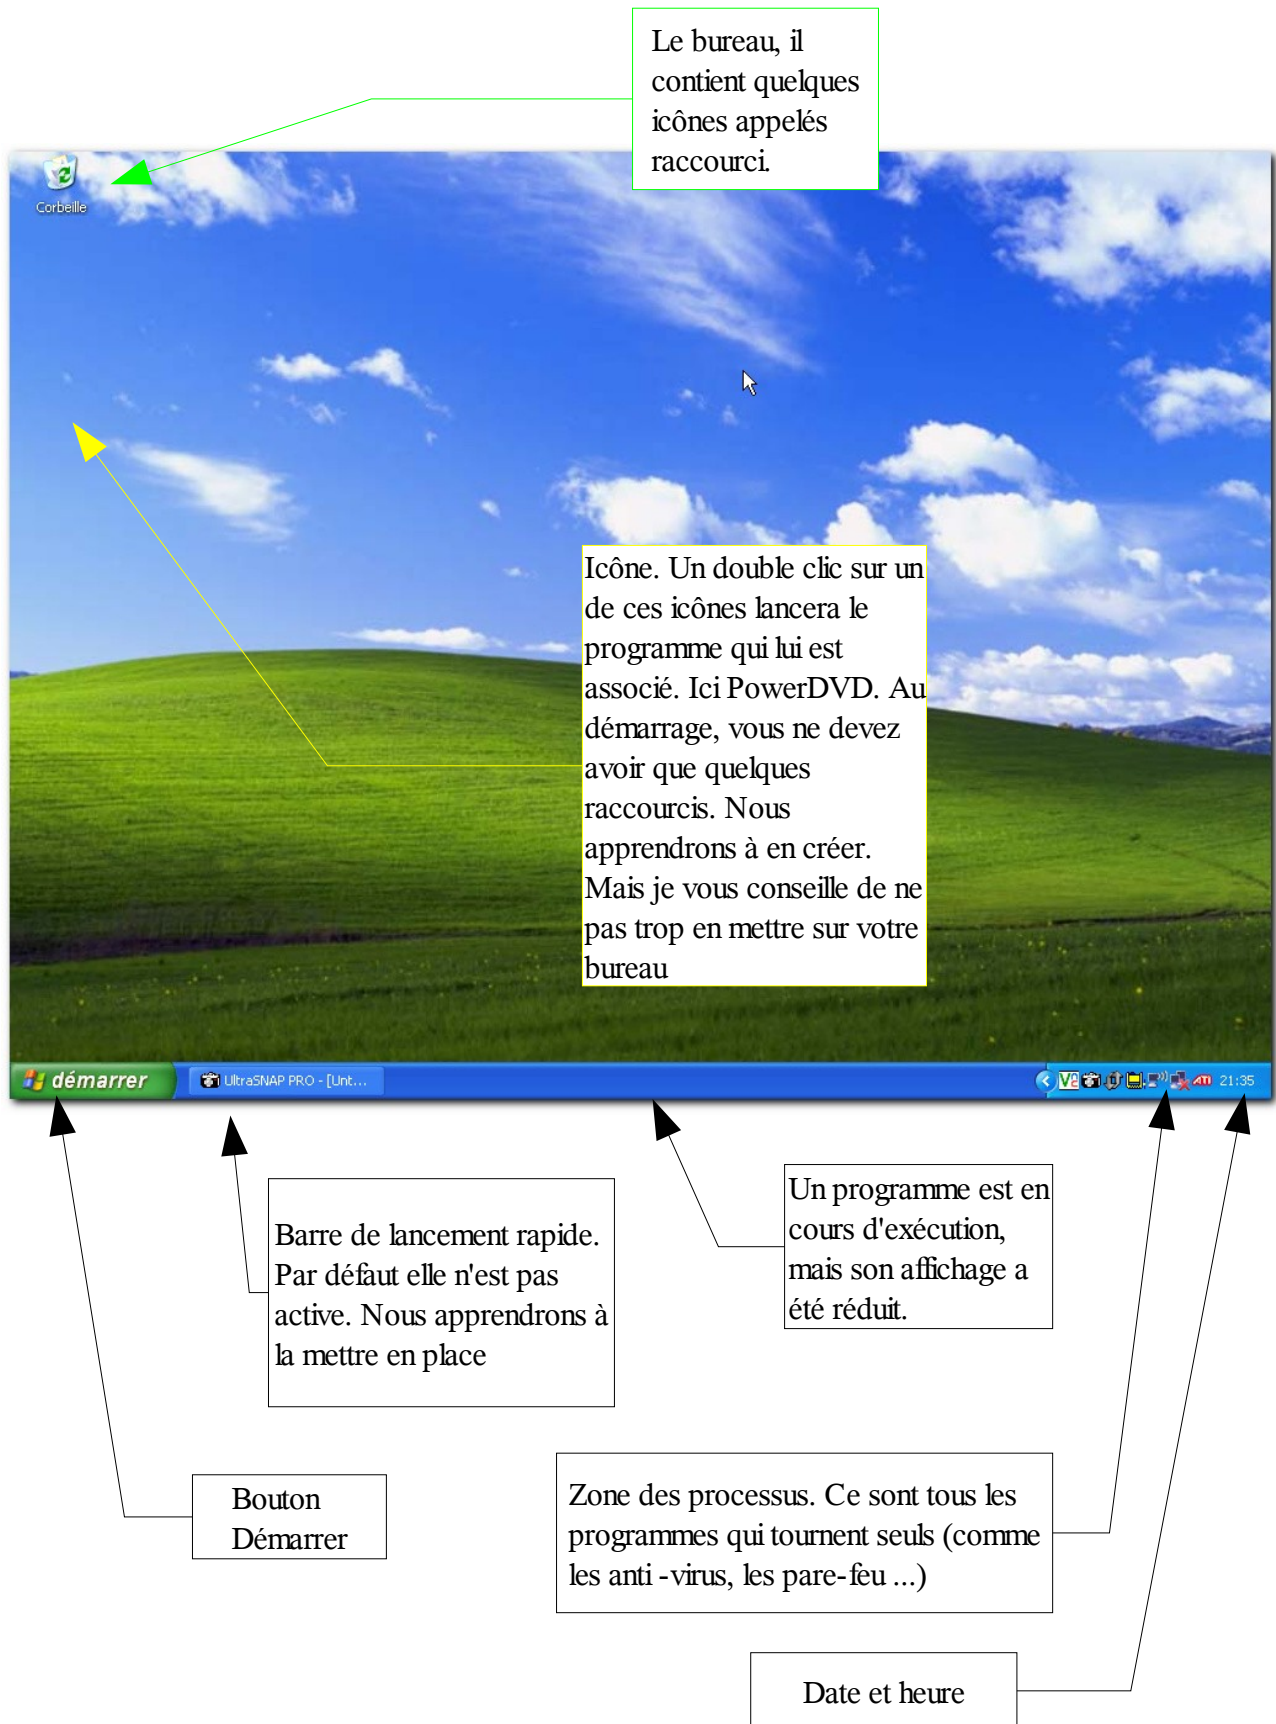 Le bureau, il
contient quelques
icônes appelés
raccourci.
Corbeille
Icône. Un double clic sur un
de ces icônes lancera le
programme qui lui est
associé. Ici PowerDVD. Au
démarrage, vous ne devez
avoir que quelques
raccourcis. Nous
apprendrons à en créer.
Mais je vous conseille de ne
pas trop en mettre sur votre
bureau
démarrer
UltraSNAP PRO - [Unt...
21:35
Un programme est en
cours d'exécution,
mais son affichage a
été réduit.
Barre de lancement rapide.
Par défaut elle n'est pas
active. Nous apprendrons à
la mettre en place
Bouton
Démarrer
Zone des processus. Ce sont tous les
programmes qui tournent seuls (comme
les anti -virus, les pare-feu ...)
Date et heure